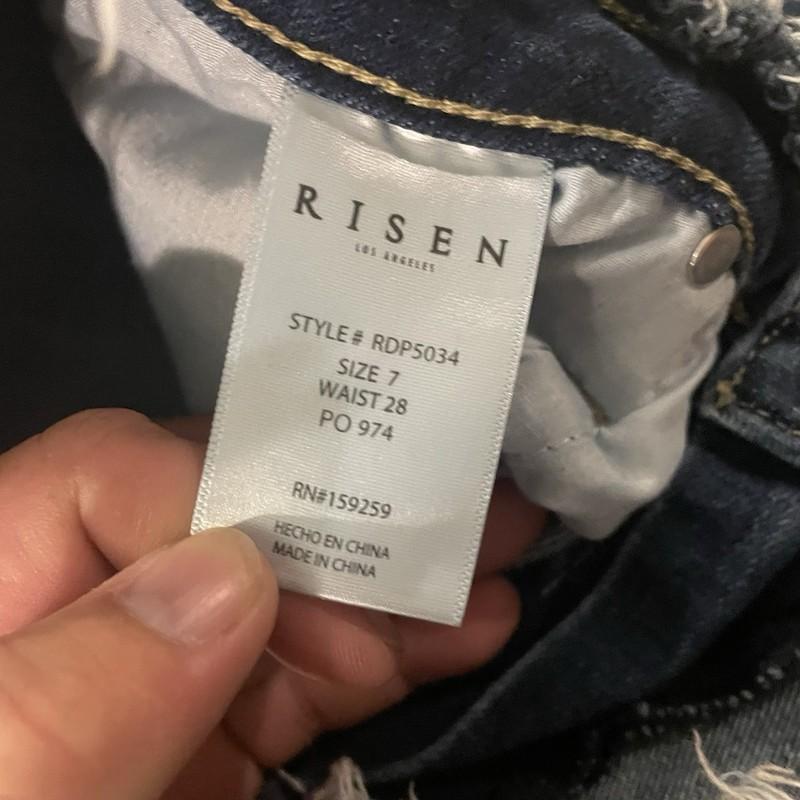 RISEN
LOS ANGELES
STYLE# RDP5034
SIZE 7
WAIST 28
PO 974
RN#159259
HECHO EN CHINA
MADE IN CHINA